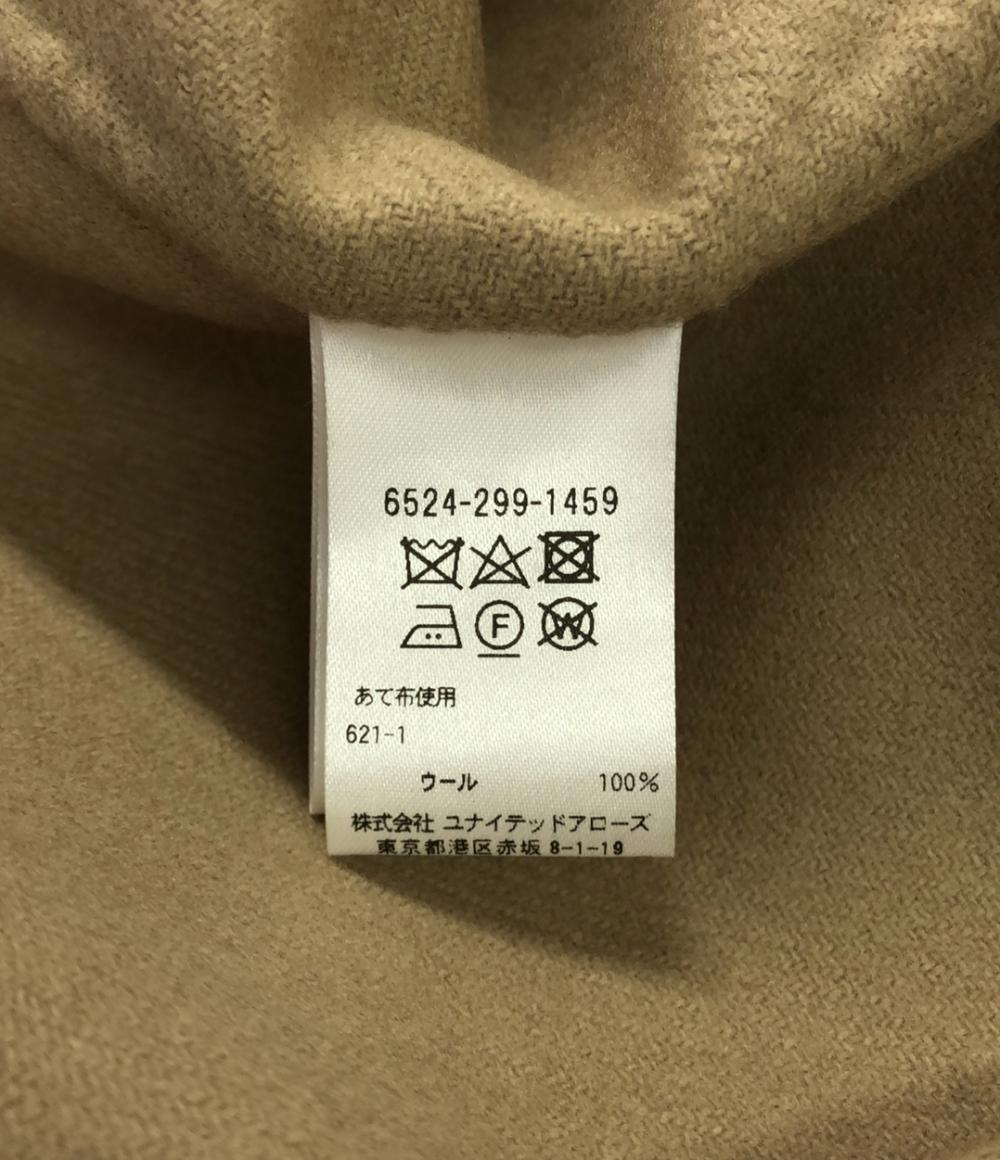 6524-299-1459
F W
あて布使用
621-1
ウール 100%
株式会社 ユナイテッドアローズ
東京都港区赤坂 8-1-19